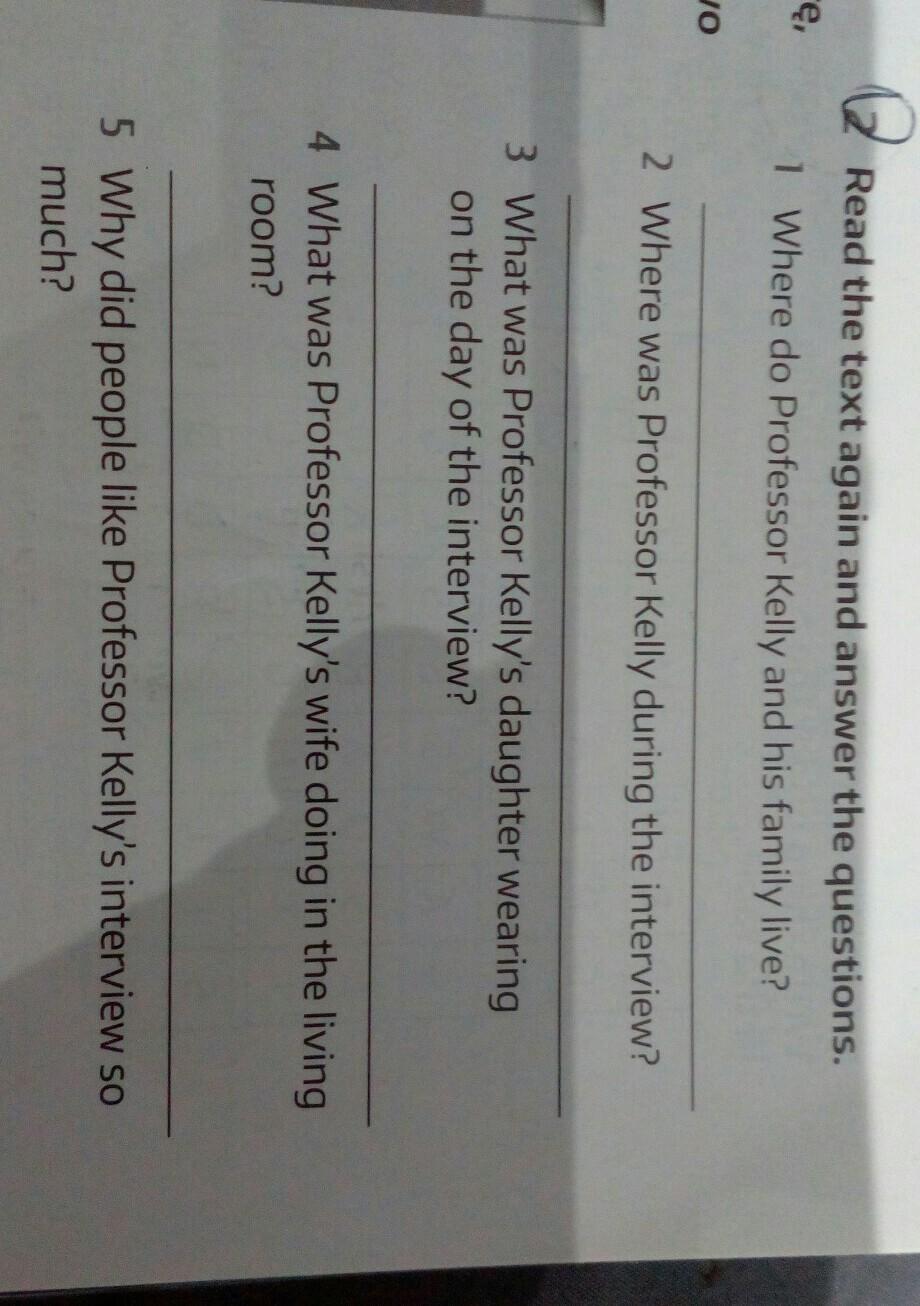 ę,
/o
2 Read the text again and answer the questions.
1 Where do Professor Kelly and his family live?
2 Where was Professor Kelly during the interview?
3 What was Professor Kelly's daughter wearing
on the day of the interview?
4 What was Professor Kelly's wife doing in the living
room?
5 Why did people like Professor Kelly's interview so
much?